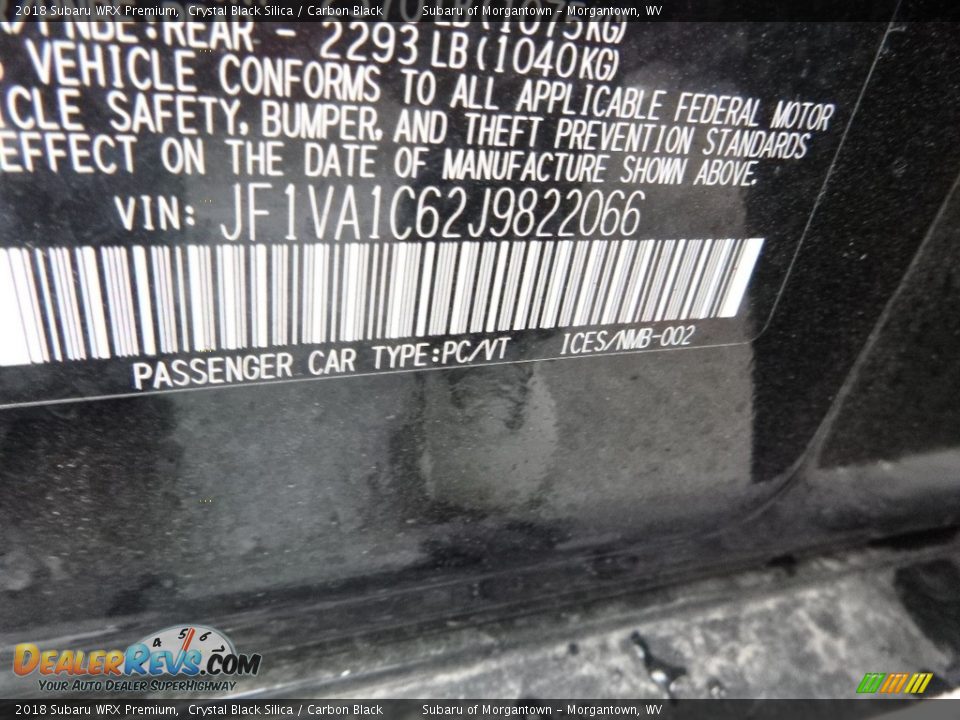 2018 Subaru WRX Premium, Crystal Black Silica / Carbon Black Subaru of Morgantown - Morgantown, WV
REAR - 2293 LB (1040KG)
VEHICLE CONFORMS TO ALL APPLICABLE FEDERAL MOTOR
SAFETY, BUMPER, AND THEFT PREVENTION STANDARDS
EFFECT ON THE DATE OF MANUFACTURE SHOWN ABOVE.
VIN: JF1VA1C62J9822066
PASSENGER CAR TYPE:PC/VT ICES/NMB-002
4 5 6
DEALERREVS.COM
YOUR AUTO DEALER SUPERHIGHWAY
2018 Subaru WRX Premium, Crystal Black Silica / Carbon Black Subaru of Morgantown - Morgantown, WV